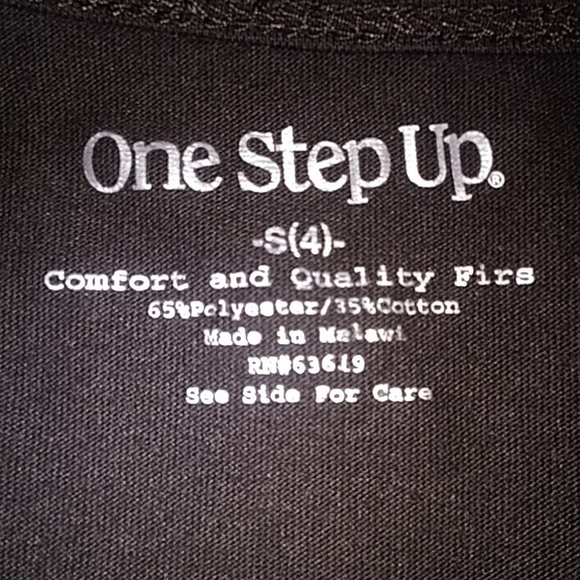 One Step Up®
-S(4)-
Comfort and Quality Firs
65%Polyester/35%Cotton
Made in Malawi
RN#63619
See Side For Care